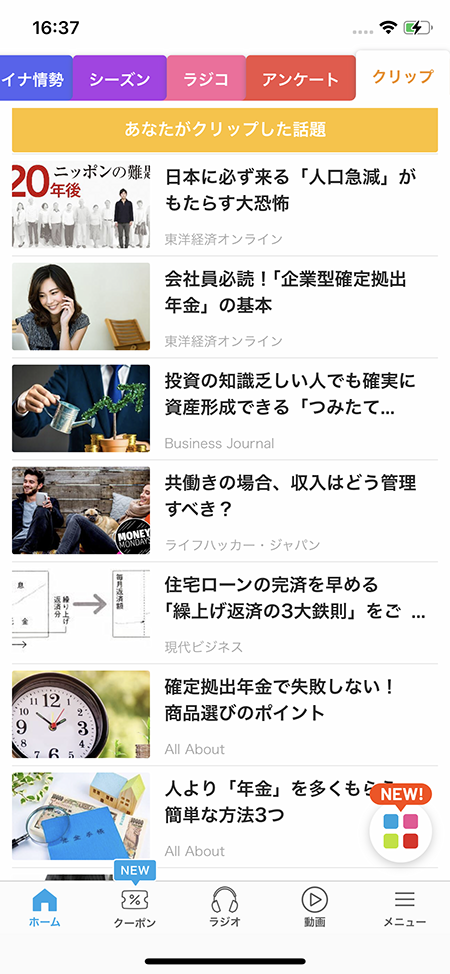 16:37
イナ情勢
シーズン
ラジコ
アンケート
クリップ
あなたがクリップした話題
20年後
ニッポンの難題
日本に必ず来る「人口急減」が
もたらす大恐怖
東洋経済オンライン
会社員必読！「企業型確定拠出
年金」の基本
東洋経済オンライン
投資の知識乏しい人でも確実に
資産形成できる「つみたて...
Business Journal
MONEY
MONDAYS
共働きの場合、収入はどう管理
すべき？
ライフハッカー・ジャパン
息
金
繰り上げ
返済分
毎月返済額
住宅ローンの完済を早める
「繰上げ返済の3大鉄則」をご ...
現代ビジネス
確定拠出年金で失敗しない！
商品選びのポイント
All About
年金手帳
人より「年金」を多くもらう
簡単な方法3つ
All About
NEW!
NEW
ホーム
クーポン
ラジオ
動画
メニュー